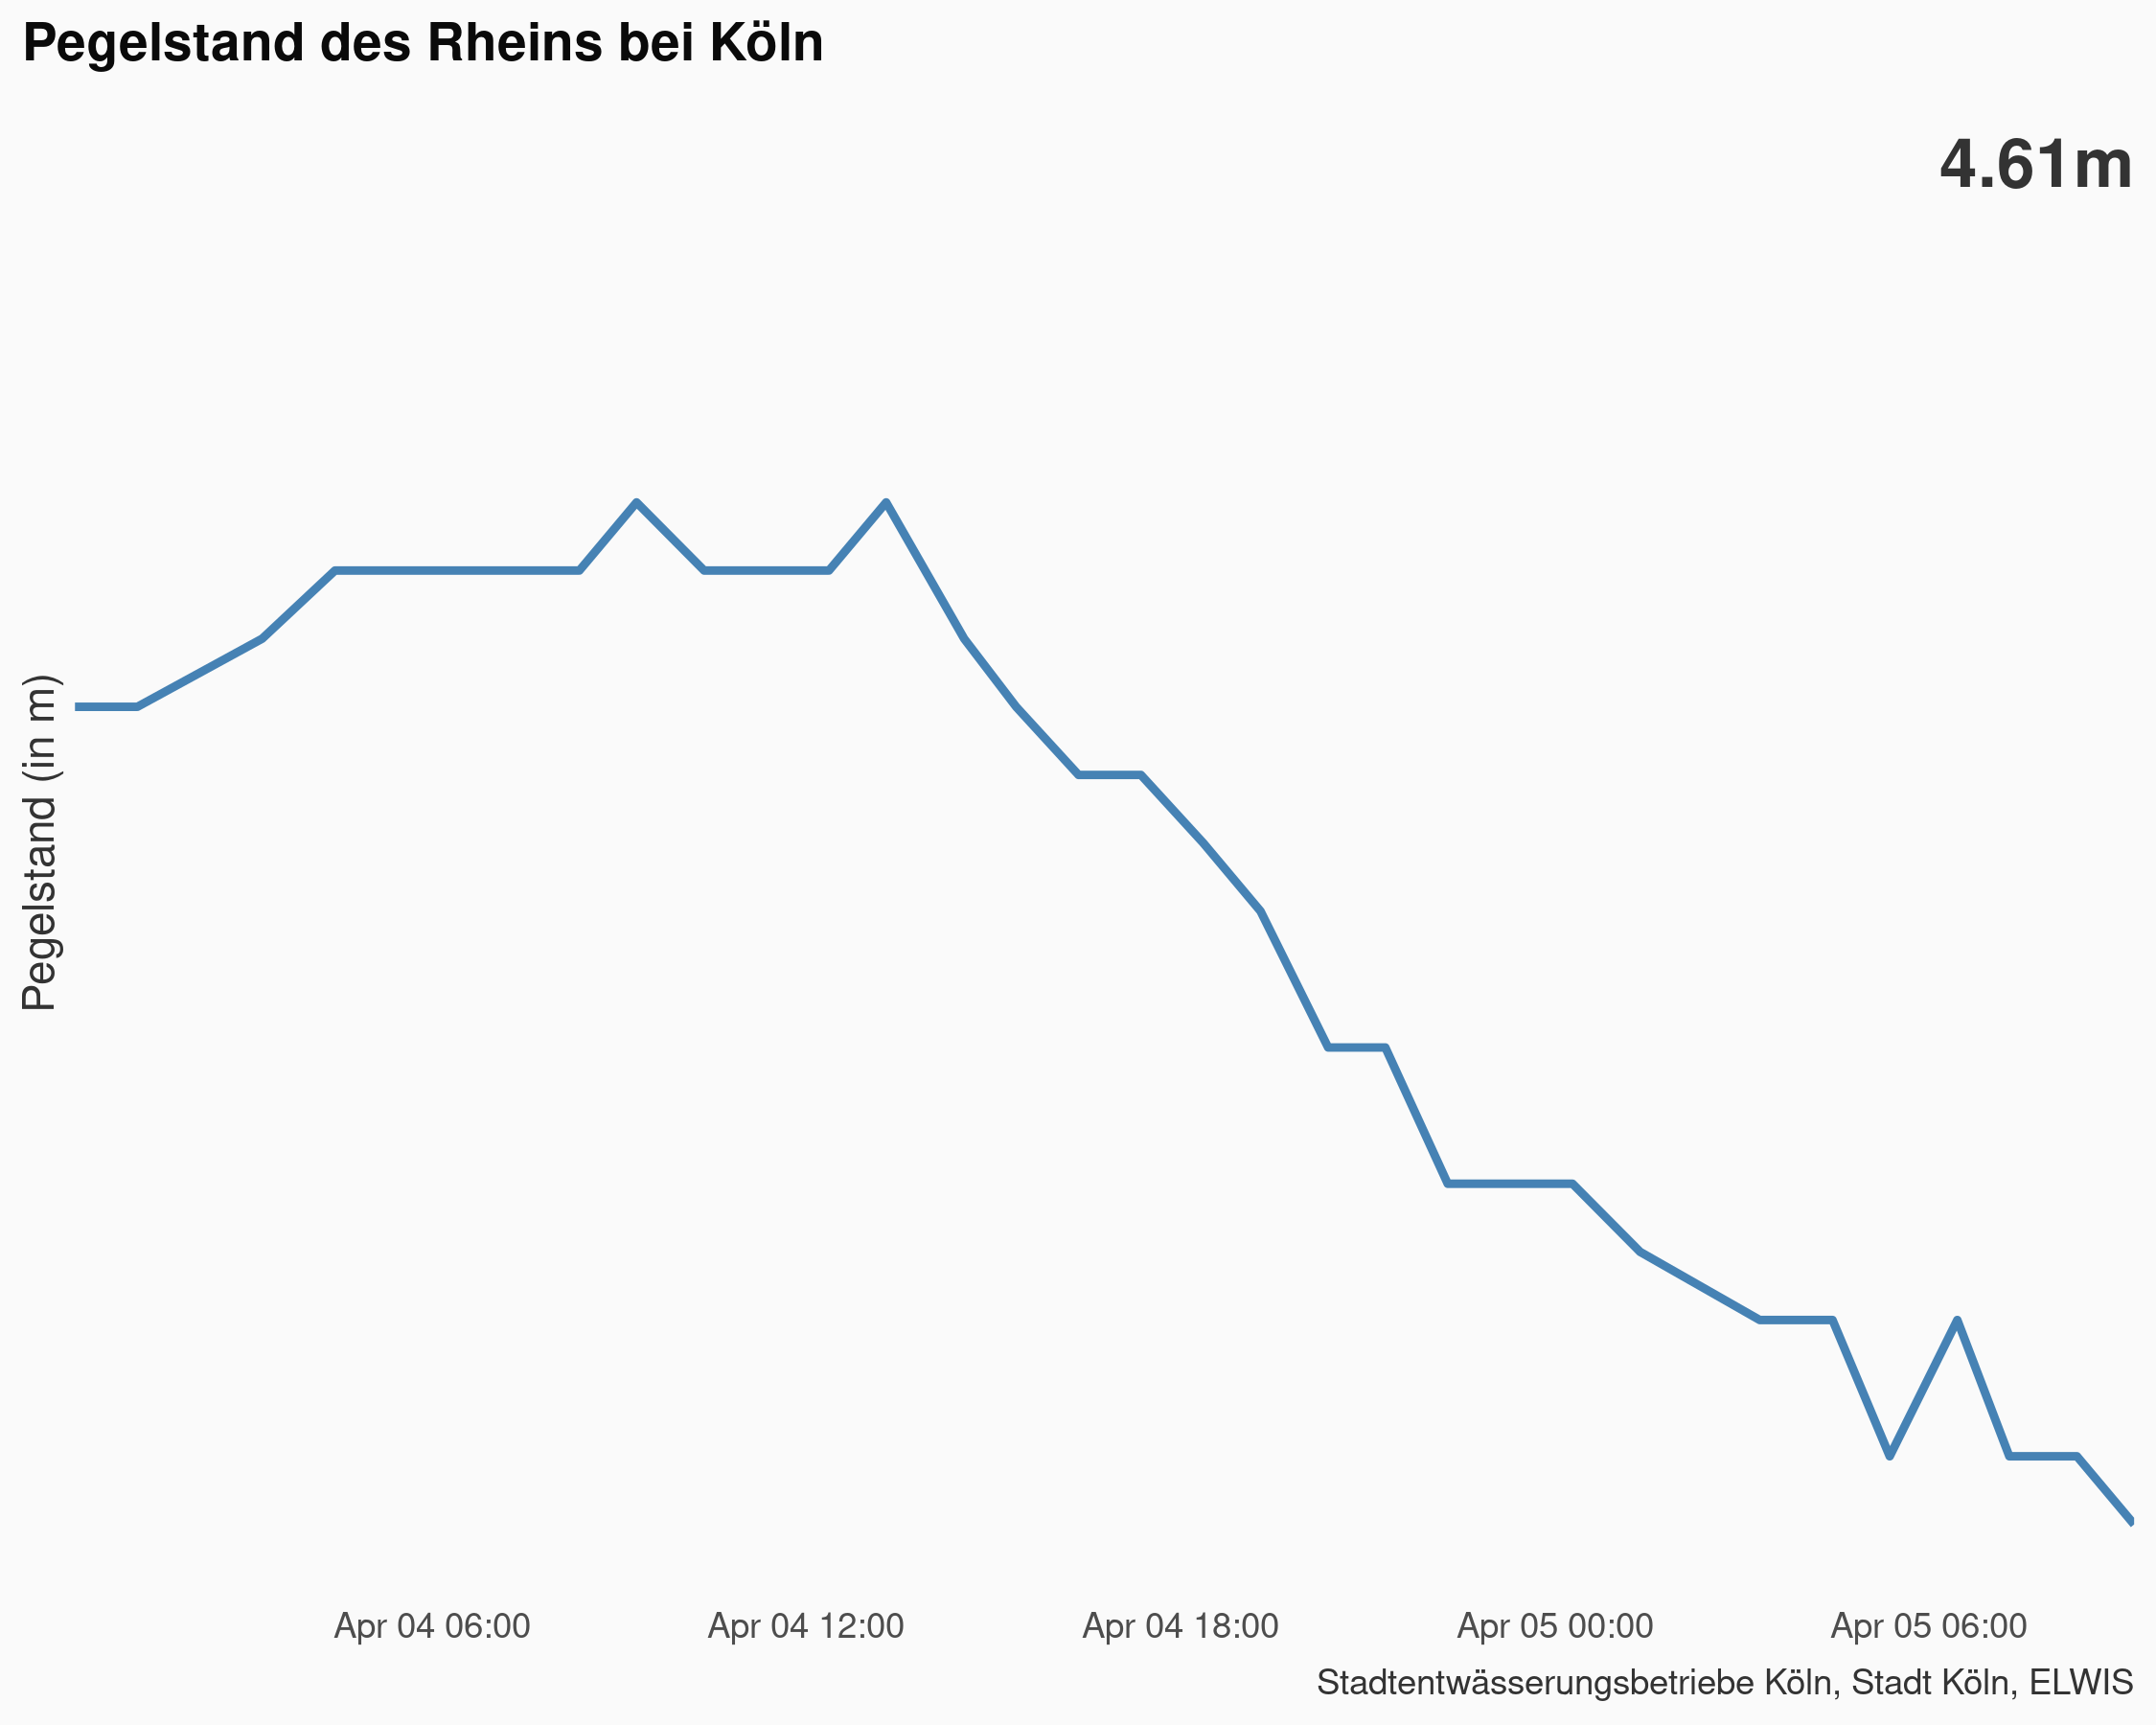 Pegelstand des Rheins bei Köln
4.61m
Pegelstand (in m)
Apr 04 06:00 Apr 04 12:00 Apr 04 18:00 Apr 05 00:00 Apr 05 06:00
Stadtentwässerungsbetriebe Köln, Stadt Köln, ELWIS